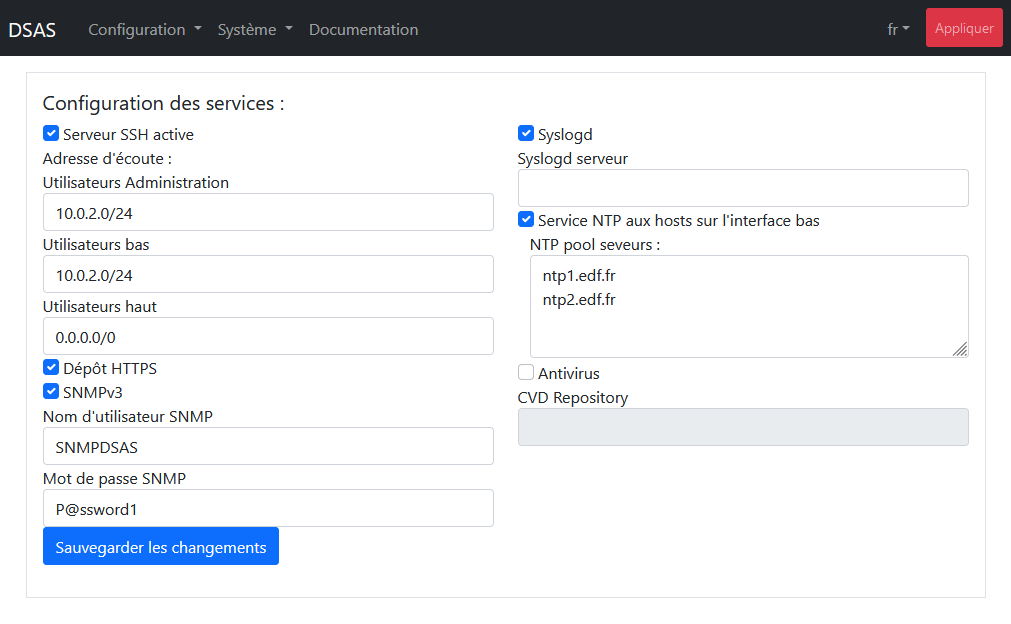 DSAS Configuration Système Documentation fr Appliquer
Configuration des services :
Serveur SSH active
Adresse d'écoute :
Utilisateurs Administration
10.0.2.0/24
Utilisateurs bas
10.0.2.0/24
Utilisateurs haut
0.0.0.0/0
Dépôt HTTPS
SNMPv3
Nom d'utilisateur SNMP
SNMPDSAS
Mot de passe SNMP
P@ssword1
Sauvegarder les changements
Syslogd
Syslogd serveur
Service NTP aux hosts sur l'interface bas
NTP pool seveurs :
ntp1.edf.fr
ntp2.edf.fr
Antivirus
CVD Repository